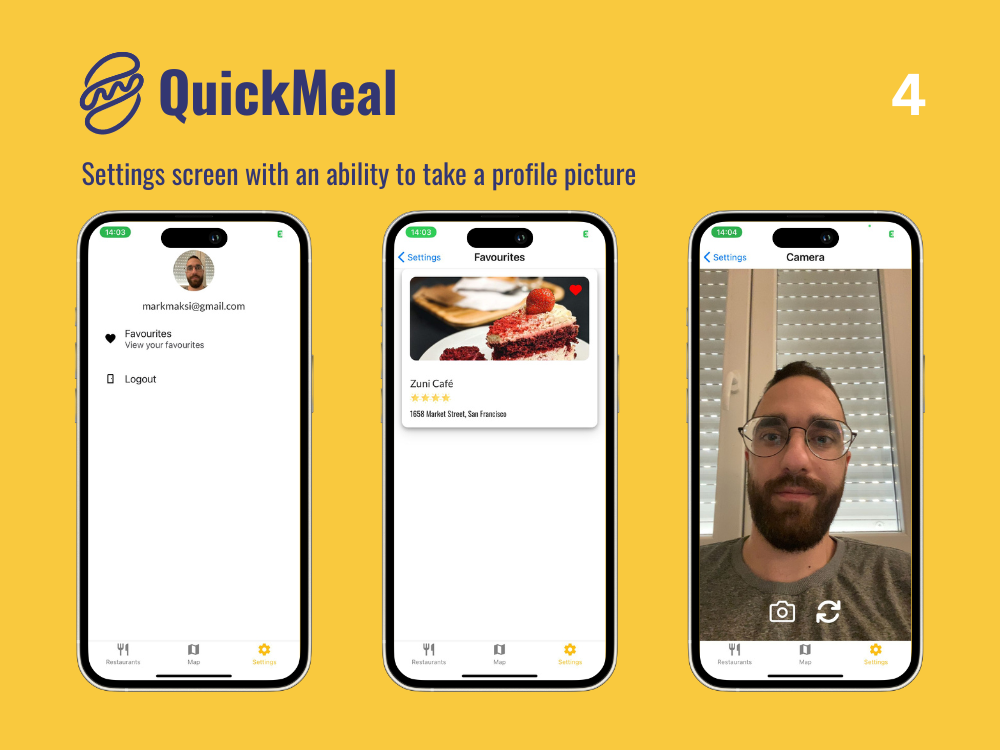 QuickMeal
4
Settings screen with an ability to take a profile picture
14:03
E
markmaksi@gmail.com
Favourites
View your favourites
Logout
Restaurants
Map
Settings
14:03
E
Settings
Favourites
Zuni Café
1658 Market Street, San Francisco
Restaurants
Map
Settings
14:04
E
Settings
Camera
Restaurants
Map
Settings